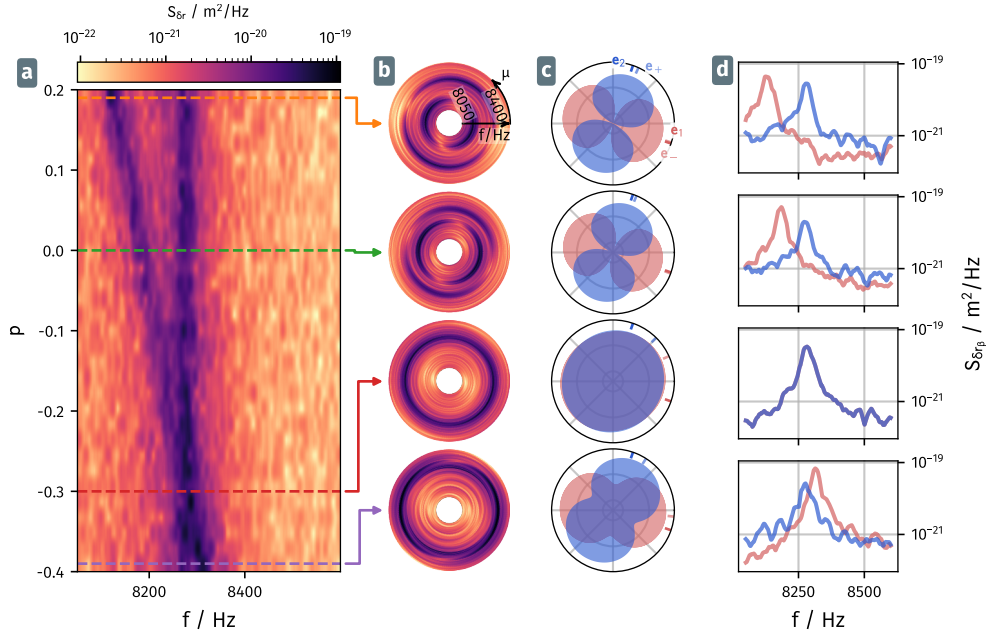 S_δr / m²/Hz
10⁻²² 10⁻²¹ 10⁻²⁰ 10⁻¹⁹
a
0.2
0.1
0.0
-0.1
-0.2
-0.3
-0.4
p
8200 8400
f / Hz
b
μ
8050
8400
f/Hz
c
e₂ e₊
e₁
e₋
d
10⁻¹⁹
10⁻²¹
10⁻¹⁹
10⁻²¹
10⁻¹⁹
10⁻²¹
10⁻¹⁹
10⁻²¹
S_δr_β / m²/Hz
8250 8500
f / Hz